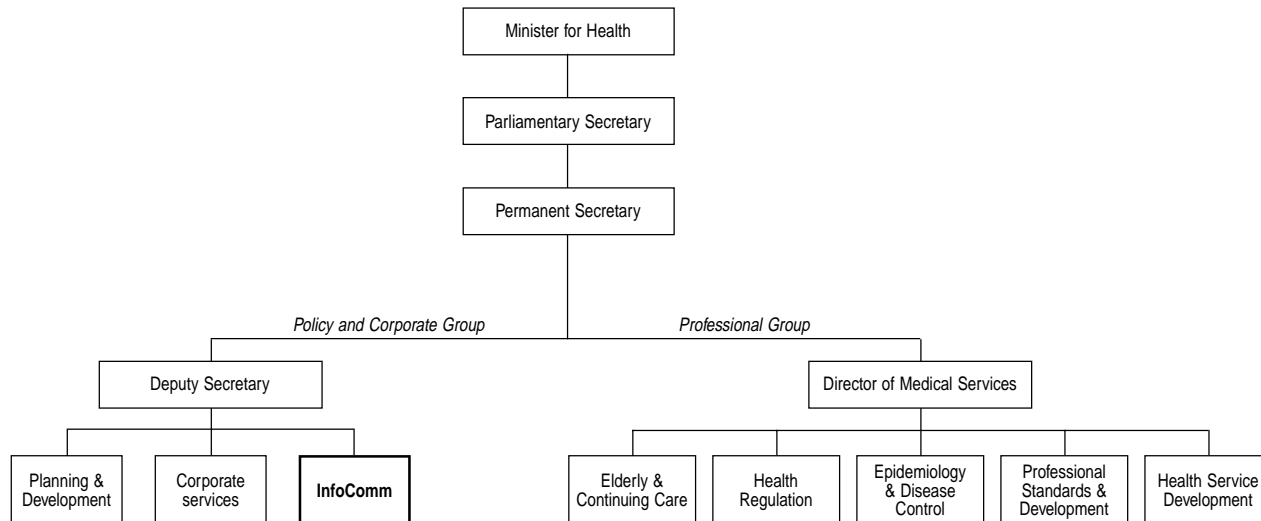 Minister for Health
Parliamentary Secretary
Permanent Secretary
Policy and Corporate Group
Professional Group
Deputy Secretary
Director of Medical Services
Planning &
Development
Corporate
services
InfoComm
Elderly &
Continuing Care
Health
Regulation
Epidemiology
& Disease
Control
Professional
Standards &
Development
Health Service
Development